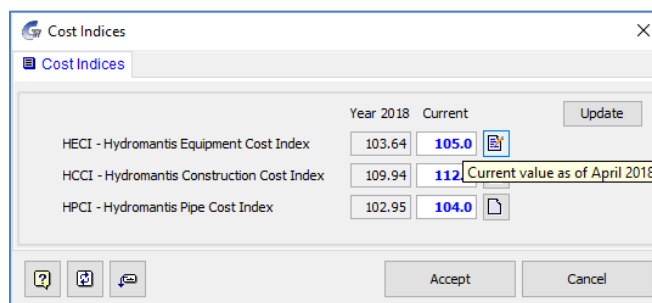 Cost Indices
Cost Indices
Year 2018 Current
Update
HECI - Hydromantis Equipment Cost Index 103.64 105.0
HCCI - Hydromantis Construction Cost Index 109.94 112.
Current value as of April 2018
HPCI - Hydromantis Pipe Cost Index 102.95 104.0
Accept Cancel